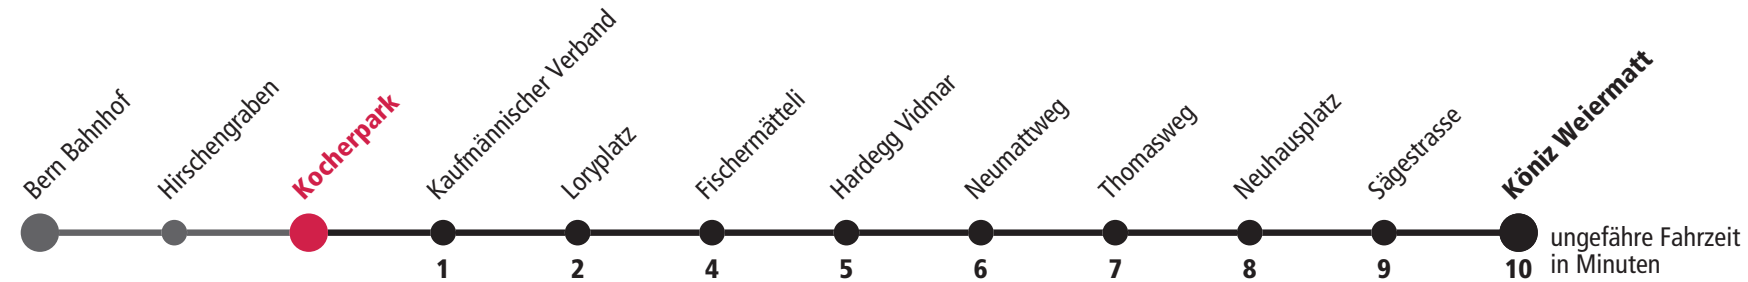 Bern Bahnhof
Hirschengraben
Kocherpark
Kaufmännischer Verband
Loryplatz
Fischermätteli
Hardegg Vidmar
Neumattweg
Thomasweg
Neuhausplatz
Sägestrasse
Köniz Weiermatt
1 2 4 5 6 7 8 9 10
ungefähre Fahrzeit
in Minuten